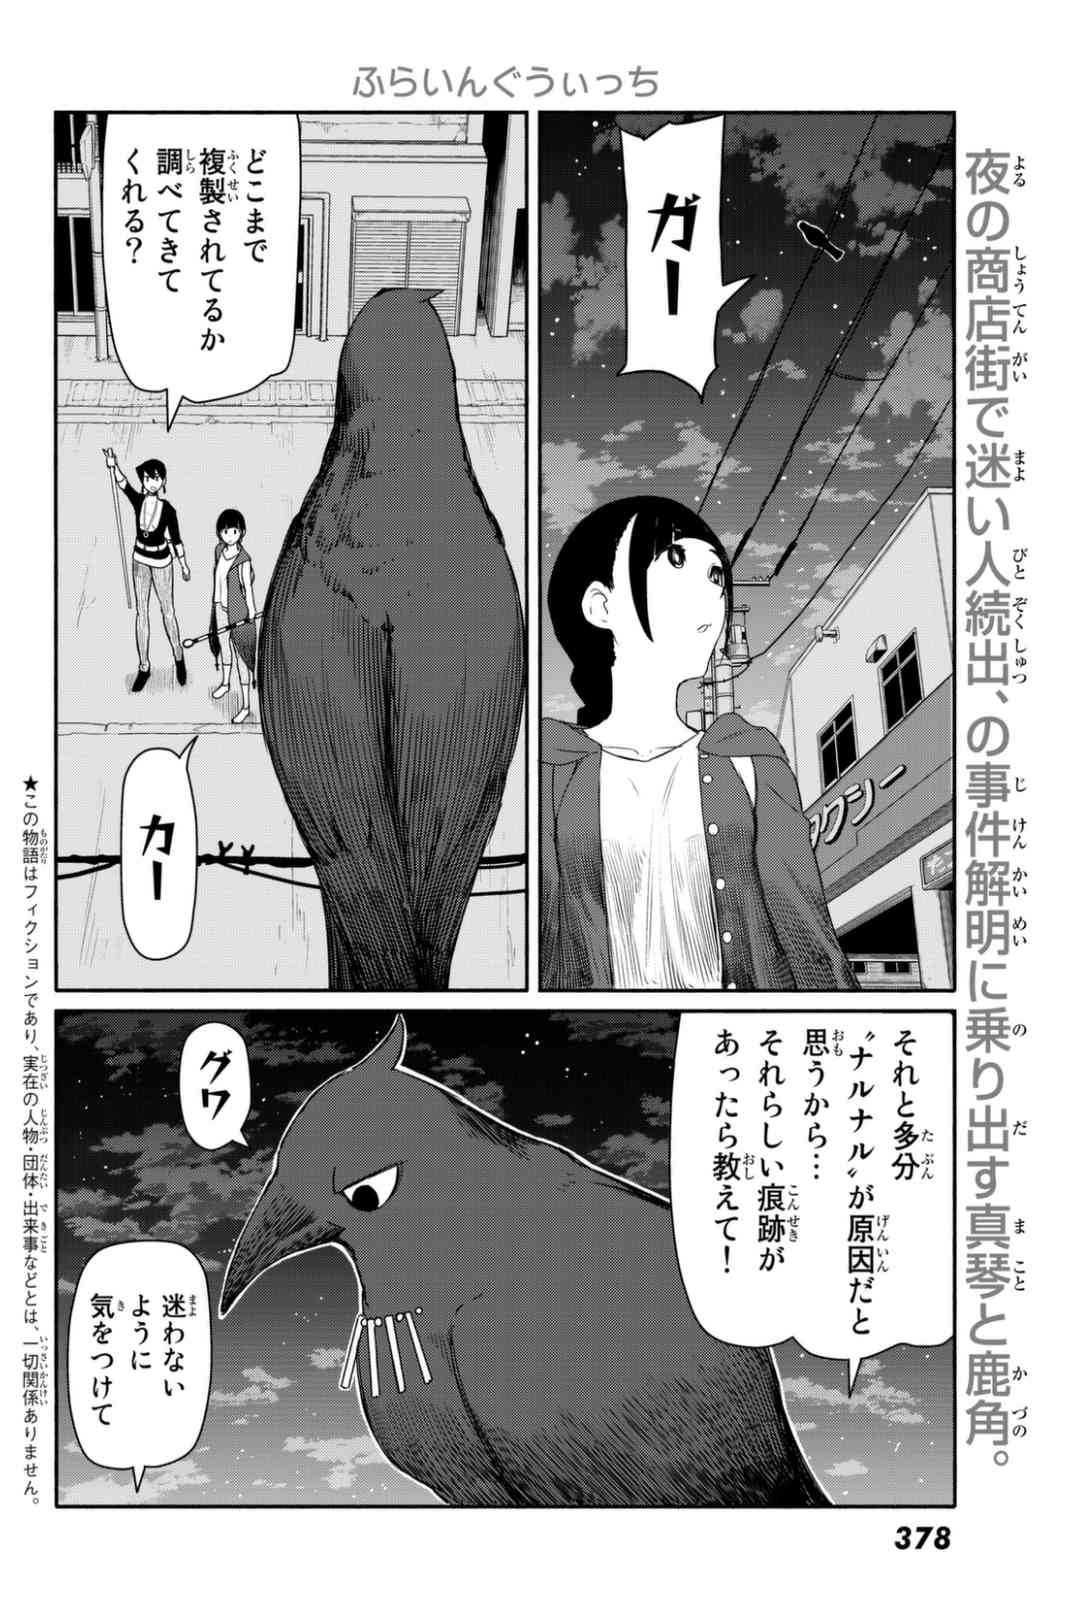 ふらいんぐうぃっち
夜の商店街で迷い人続出、の事件解明に乗り出す真琴と鹿角。
ガー
タクシー
た
どこまで
複製されてるか
調べてきて
くれる?
カー
それと多分
〝ナルナル〟が原因だと
思うから…
それらしい痕跡が
あったら教えて!
グワ
迷わない
ように
気をつけて
★この物語はフィクションであり、実在の人物・団体・出来事などとは、一切関係ありません。
378